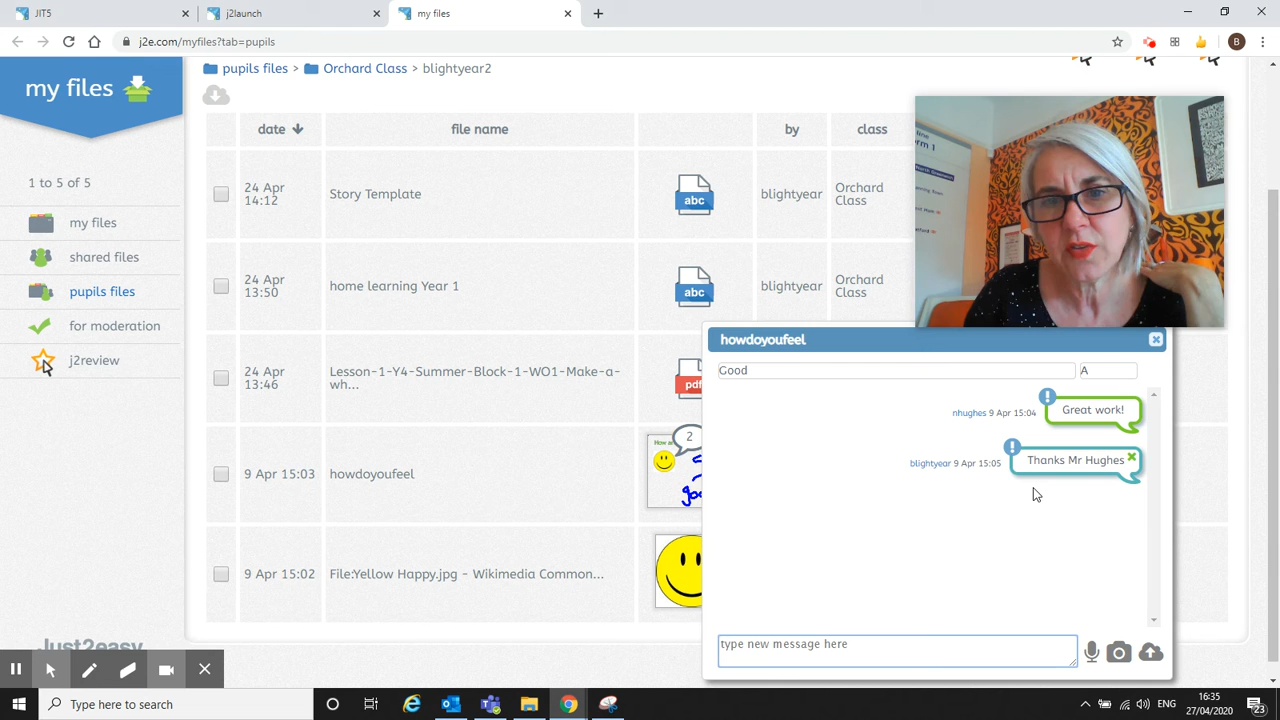 JIT5
j2launch
my files
j2e.com/myfiles?tab=pupils
B
my files
pupils files > Orchard Class > blightyear2
date
file name
by
class
1 to 5 of 5
my files
shared files
pupils files
for moderation
j2review
24 Apr
14:12
Story Template
abc
blightyear
Orchard
Class
24 Apr
13:50
home learning Year 1
abc
blightyear
Orchard
Class
24 Apr
13:46
Lesson-1-Y4-Summer-Block-1-WO1-Make-a-
wh...
pdf
9 Apr 15:03
howdoyoufeel
2
9 Apr 15:02
File:Yellow Happy.jpg - Wikimedia Common...
howdoyoufeel
Good
A
nhughes 9 Apr 15:04
Great work!
blightyear 9 Apr 15:05
Thanks Mr Hughes
type new message here
Just2easy
Type here to search
ENG
16:35
27/04/2020
23